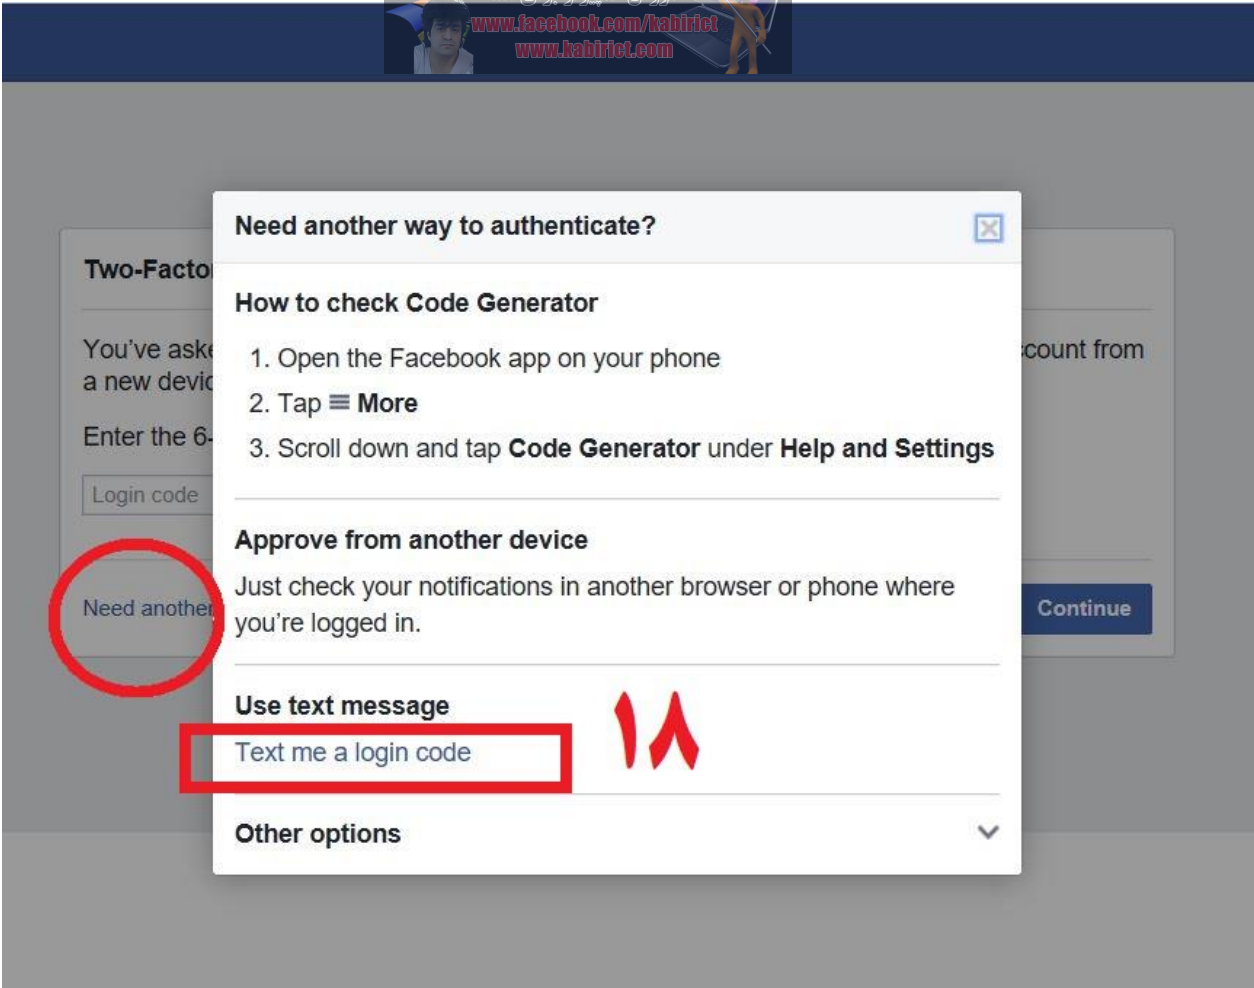 www.facebook.com/kabirict
www.kabirict.com
Need another way to authenticate?
Two-Facto
How to check Code Generator
You've aske
count from
1. Open the Facebook app on your phone
a new devic
2. Tap ≡ More
Enter the 6-
3. Scroll down and tap Code Generator under Help and Settings
Login code
Approve from another device
Just check your notifications in another browser or phone where
you're logged in.
Need another
Continue
Use text message
Text me a login code
۱۸
Other options